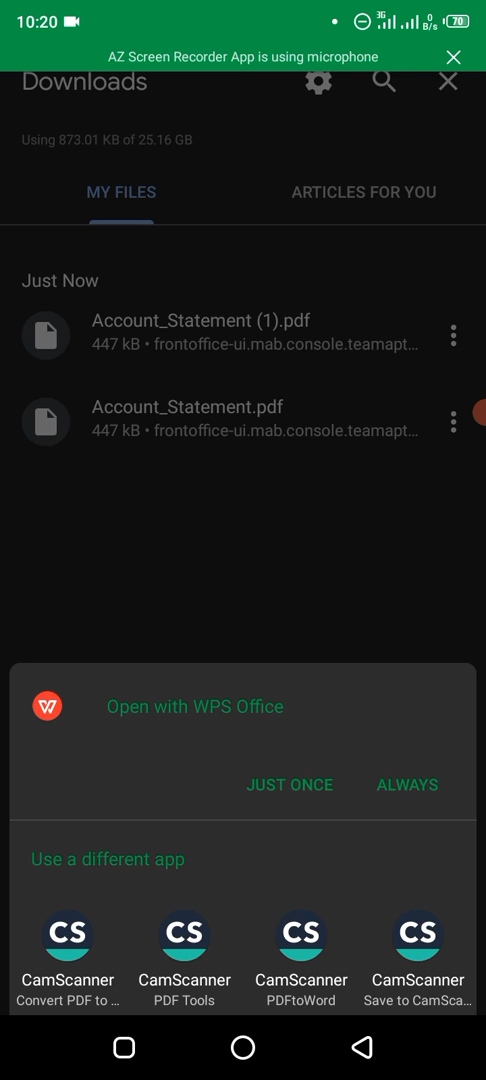 10:20
3G
0
B/s
70
AZ Screen Recorder App is using microphone
Downloads
Using 873.01 KB of 25.16 GB
MY FILES
ARTICLES FOR YOU
Just Now
Account_Statement (1).pdf
447 kB • frontoffice-ui.mab.console.teamapt...
Account_Statement.pdf
447 kB • frontoffice-ui.mab.console.teamapt...
W
Open with WPS Office
JUST ONCE
ALWAYS
Use a different app
CS
CS
CS
CS
CamScanner
CamScanner
CamScanner
CamScanner
Convert PDF to ...
PDF Tools
PDFtoWord
Save to CamSca...